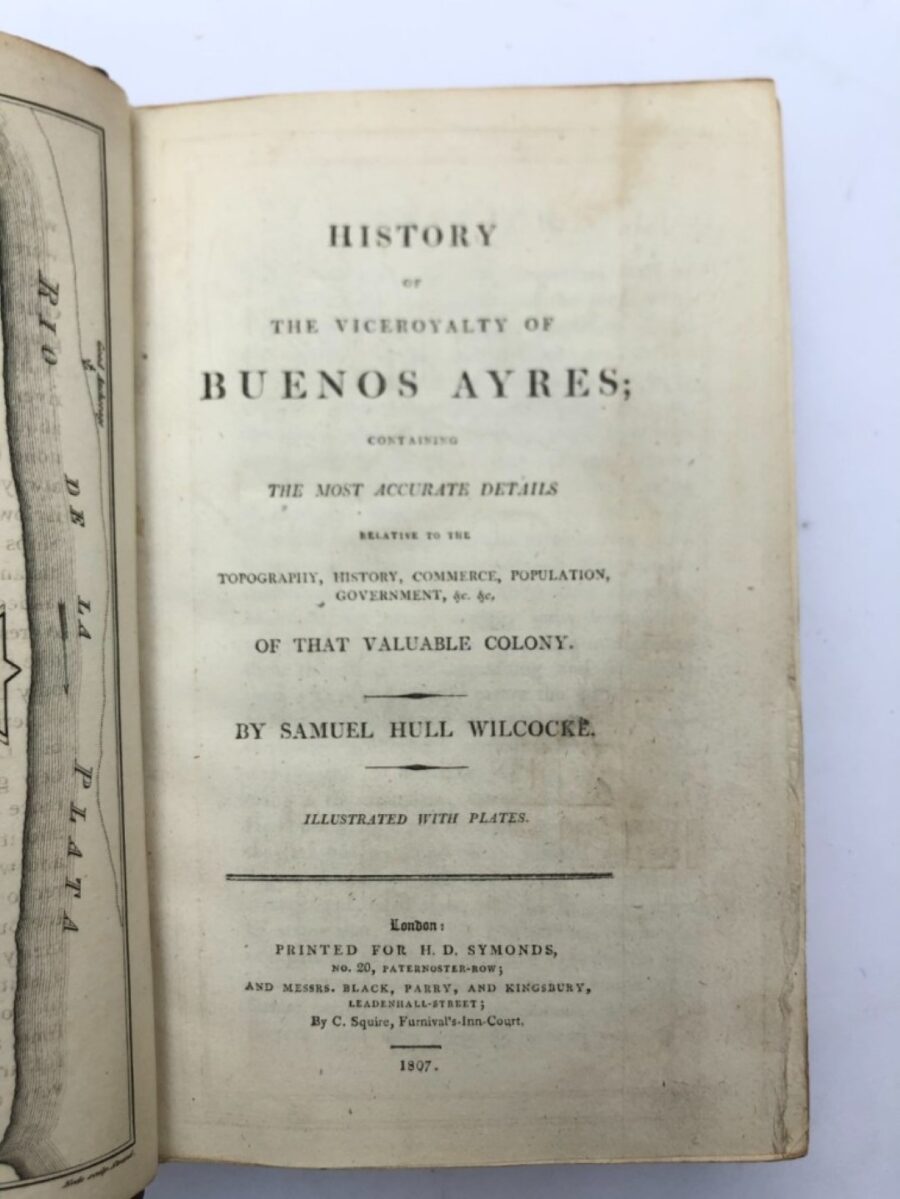 RIO
DE
LA
PLATA
HISTORY
OF
THE VICEROYALTY OF
BUENOS AYRES;
CONTAINING
THE MOST ACCURATE DETAILS
RELATIVE TO THE
TOPOGRAPHY, HISTORY, COMMERCE, POPULATION,
GOVERNMENT, &c. &c.
OF THAT VALUABLE COLONY.
BY SAMUEL HULL WILCOCKE.
ILLUSTRATED WITH PLATES.
London:
PRINTED FOR H. D. SYMONDS,
NO. 20, PATERNOSTER-ROW;
AND MESSRS. BLACK, PARRY, AND KINGSBURY,
LEADENHALL-STREET;
By C. Squire, Furnival's-Inn-Court.
1807.